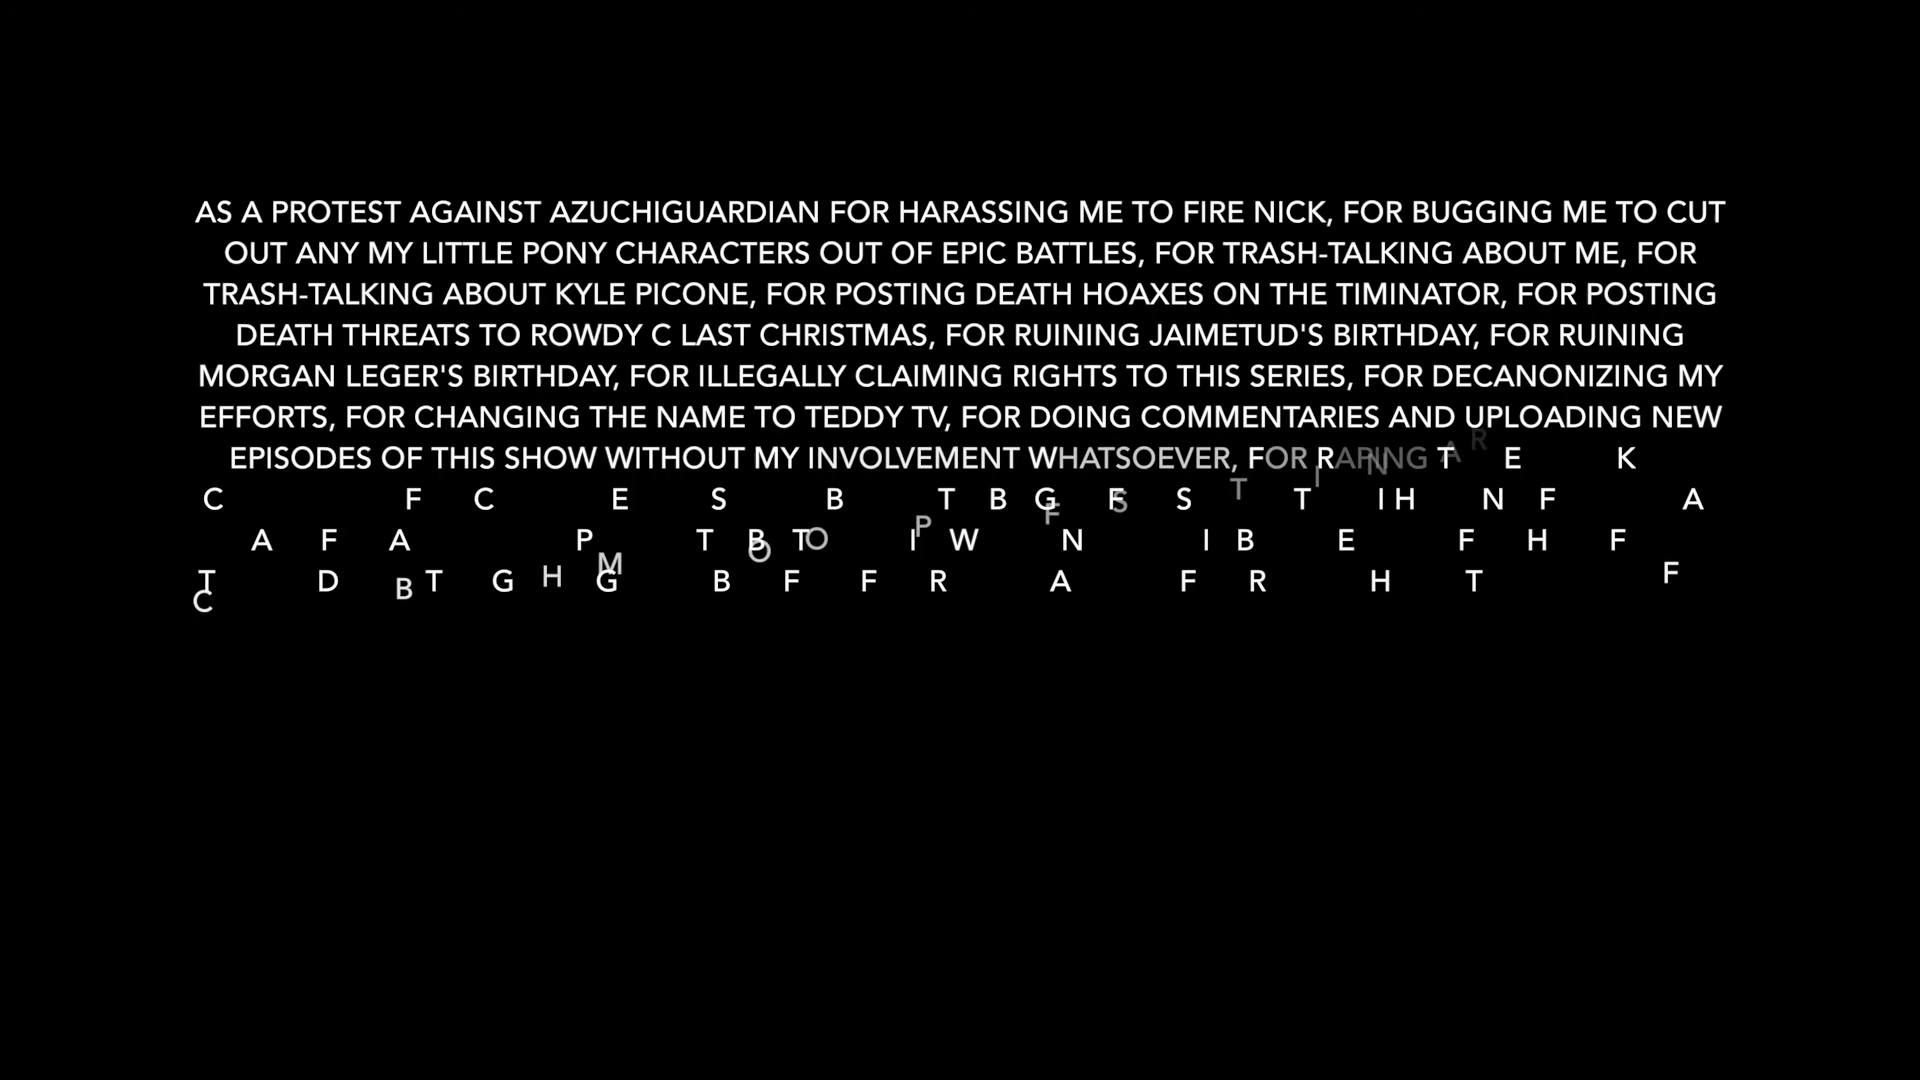 AS A PROTEST AGAINST AZUCHIGUARDIAN FOR HARASSING ME TO FIRE NICK, FOR BUGGING ME TO CUT
OUT ANY MY LITTLE PONY CHARACTERS OUT OF EPIC BATTLES, FOR TRASH-TALKING ABOUT ME, FOR
TRASH-TALKING ABOUT KYLE PICONE, FOR POSTING DEATH HOAXES ON THE TIMINATOR, FOR POSTING
DEATH THREATS TO ROWDY C LAST CHRISTMAS, FOR RUINING JAIMETUD'S BIRTHDAY, FOR RUINING
MORGAN LEGER'S BIRTHDAY, FOR ILLEGALLY CLAIMING RIGHTS TO THIS SERIES, FOR DECANONIZING MY
EFFORTS, FOR CHANGING THE NAME TO TEDDY TV, FOR DOING COMMENTARIES AND UPLOADING NEW
EPISODES OF THIS SHOW WITHOUT MY INVOLVEMENT WHATSOEVER, FOR RAPING